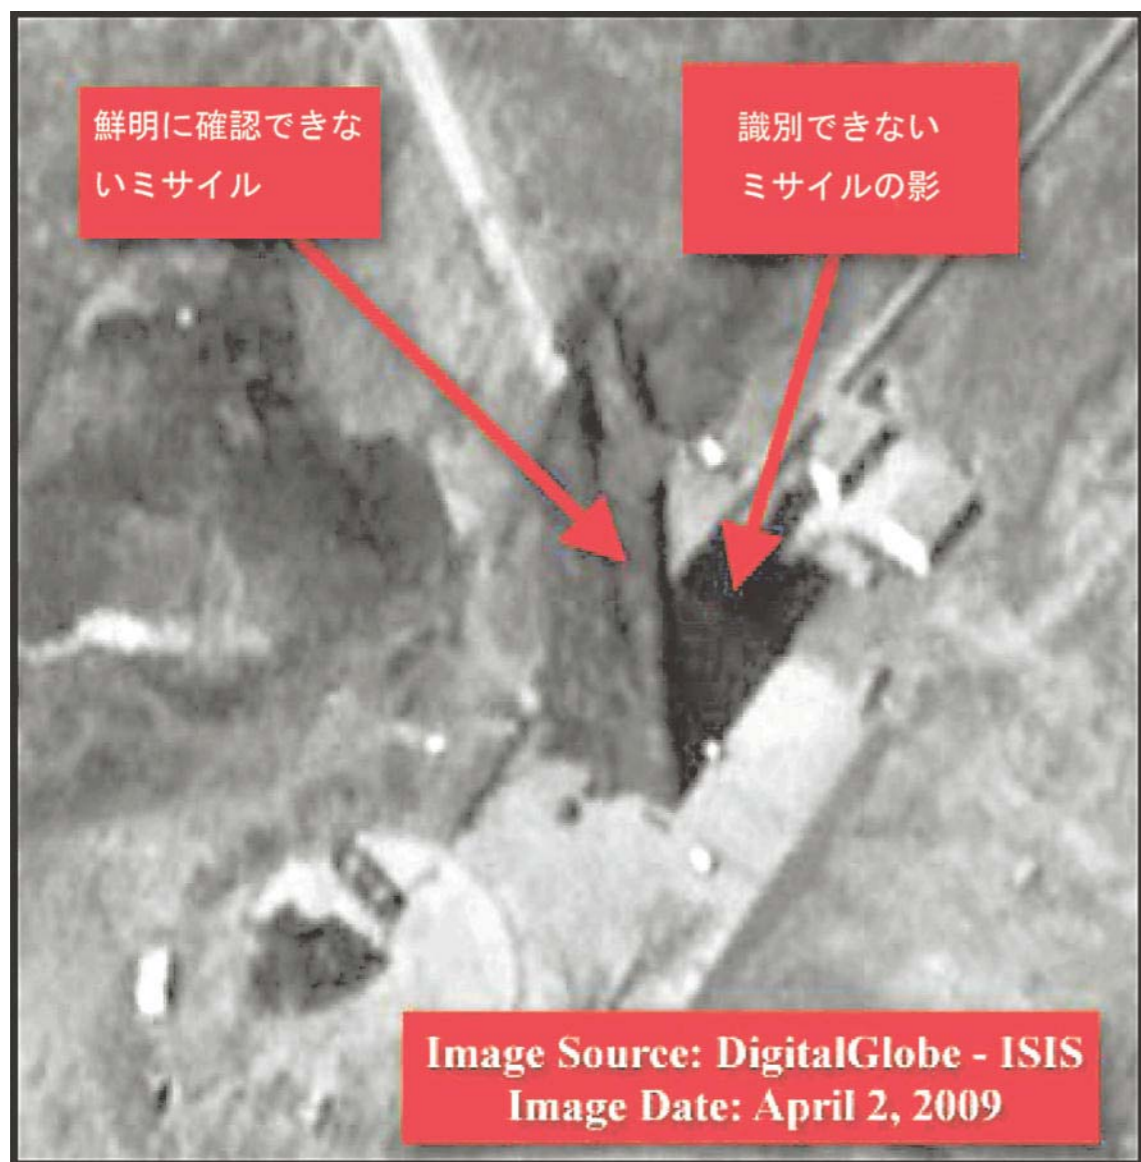 鮮明に確認できな
いミサイル
識別できない
ミサイルの影
Image Source: DigitalGlobe - ISIS
Image Date: April 2, 2009